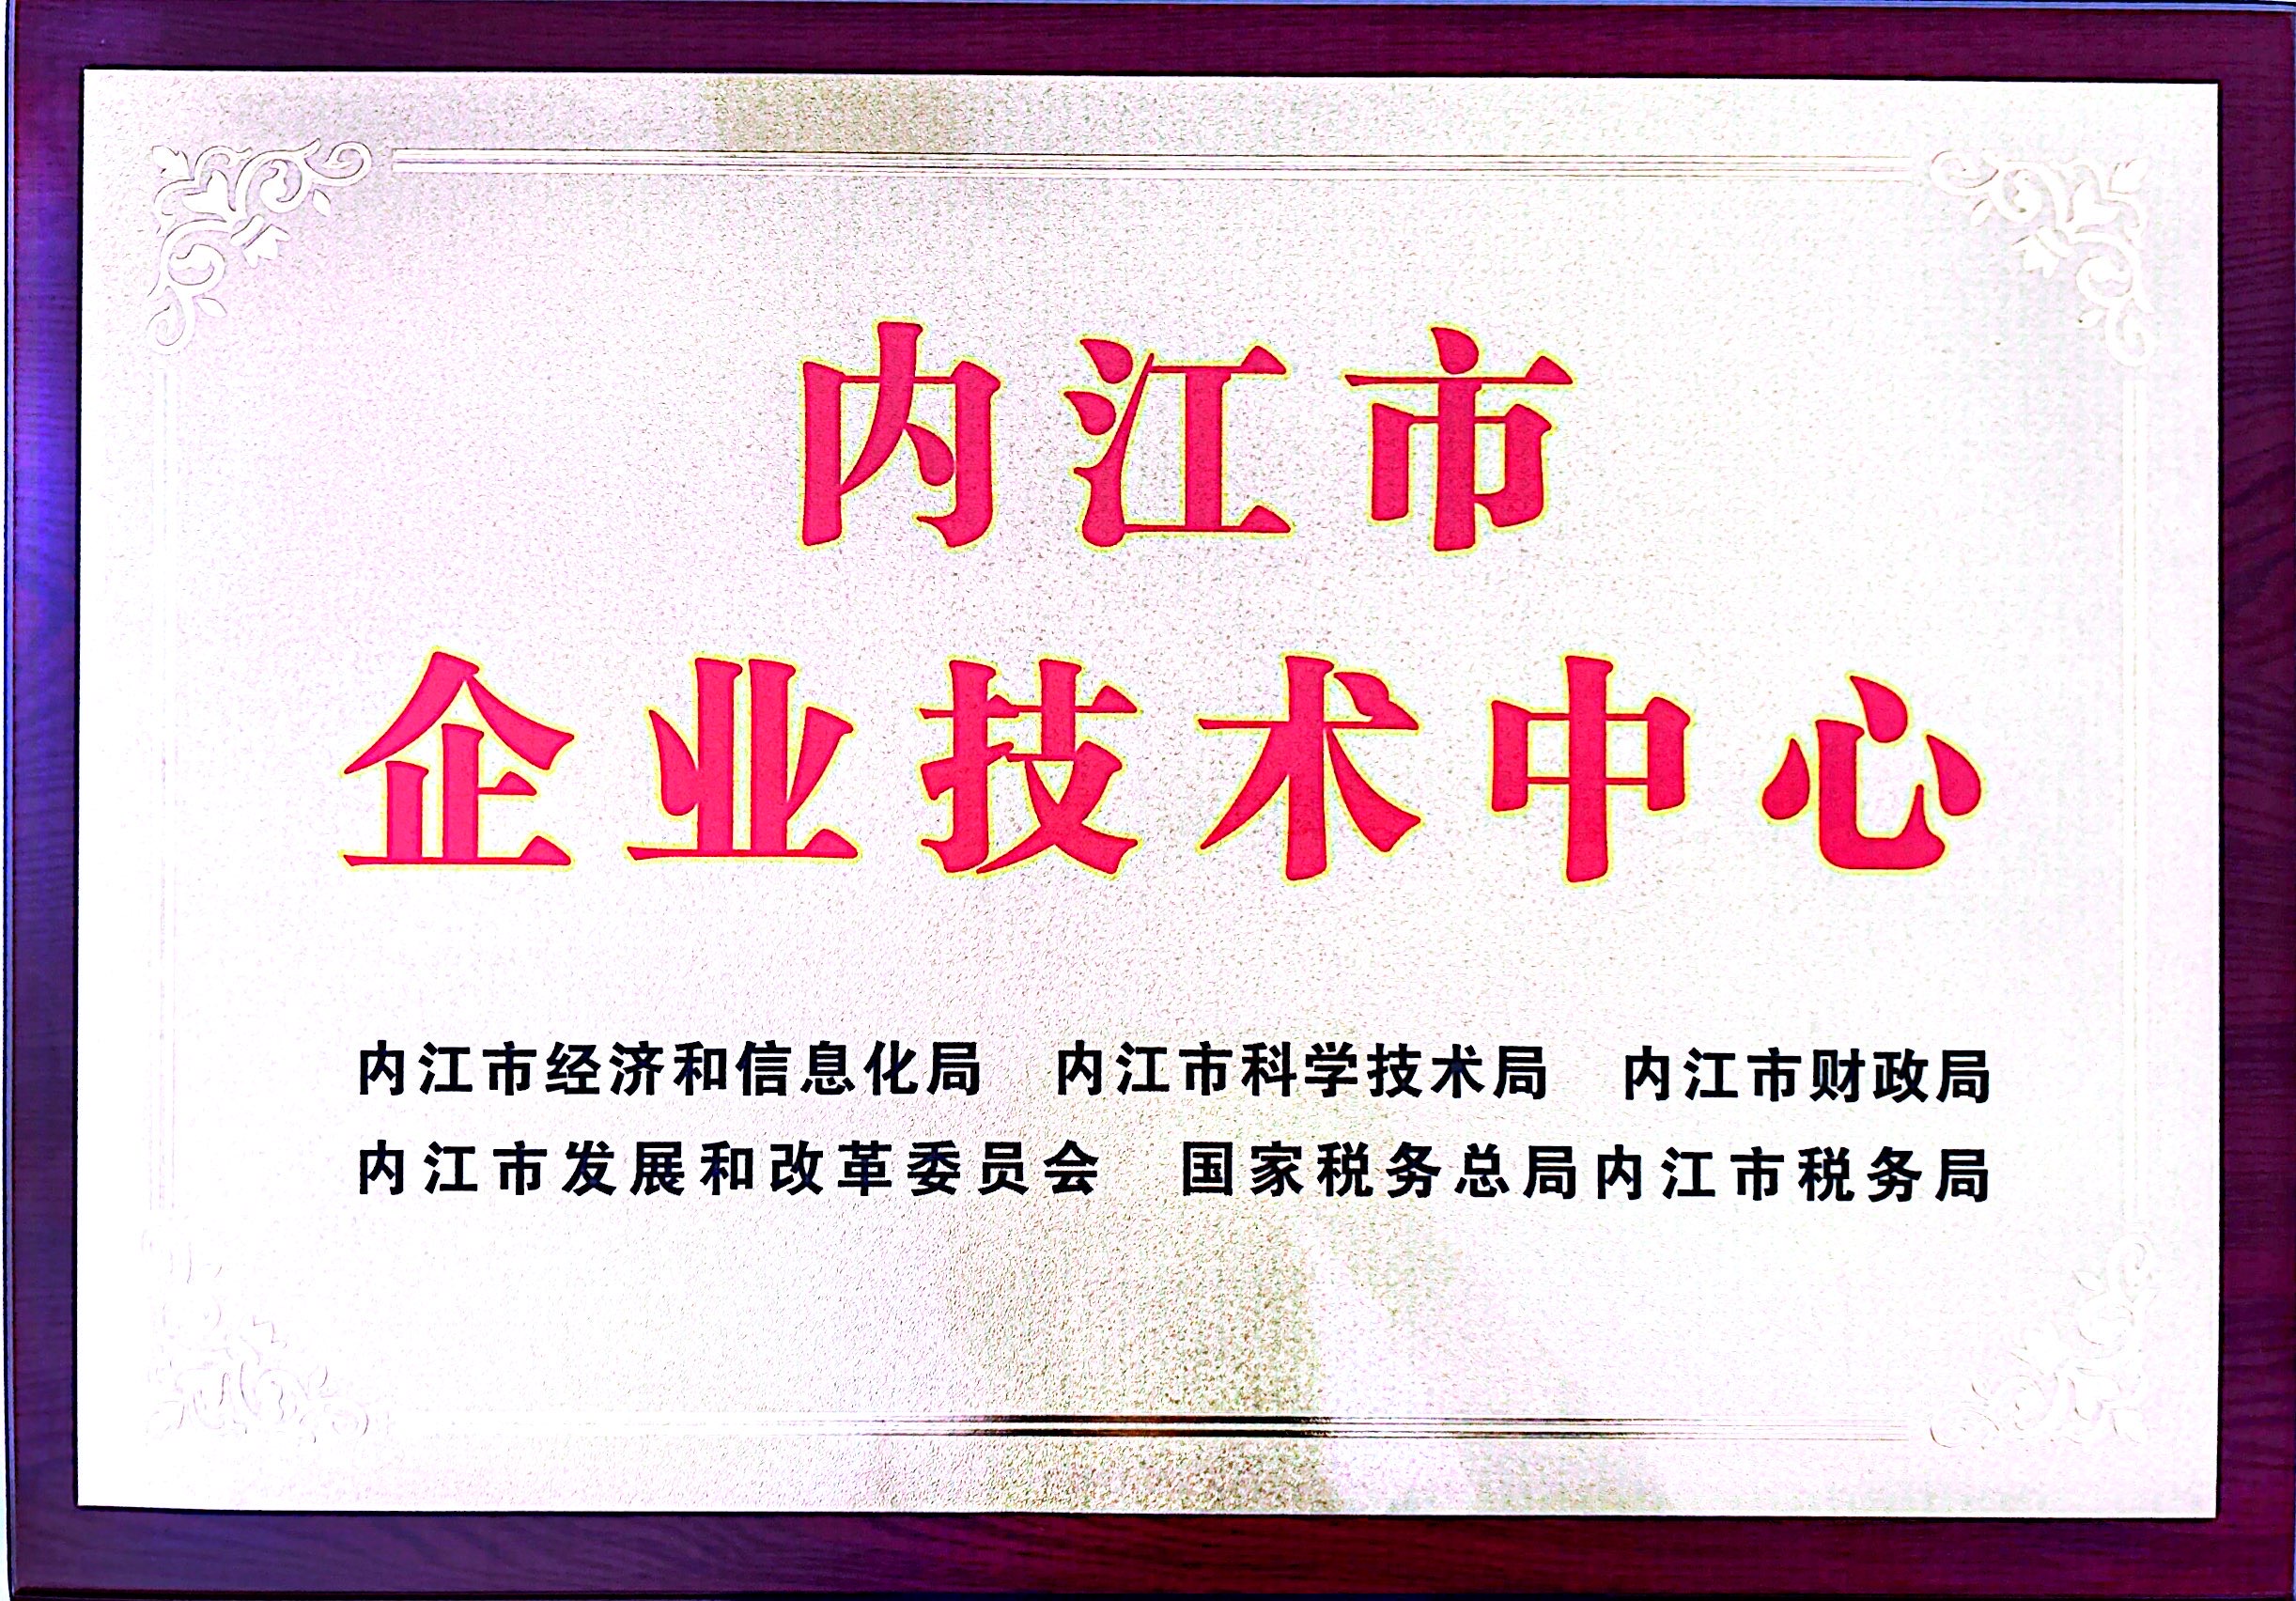 内江市
企业技术中心
内江市经济和信息化局 内江市科学技术局 内江市财政局
内江市发展和改革委员会 国家税务总局内江市税务局